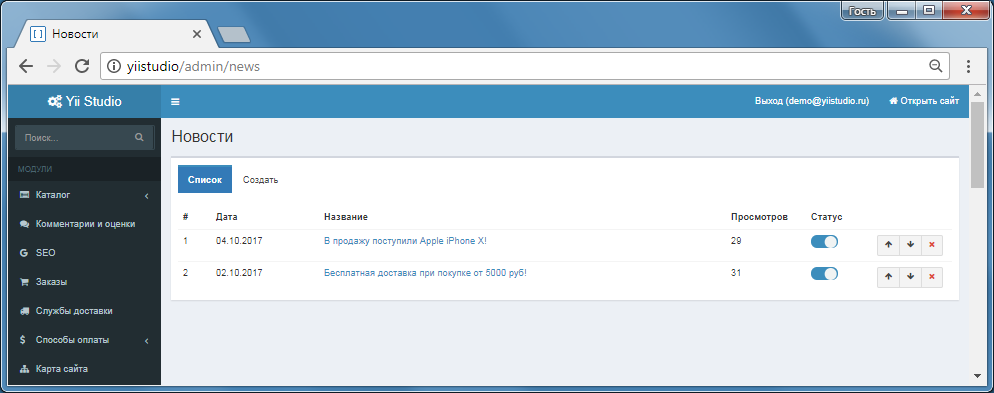 Гость
[ ] Новости
yiistudio/admin/news
Yii Studio
Выход (demo@yiistudio.ru) Открыть сайт
Поиск...
Новости
МОДУЛИ
Список Создать
Каталог
# Дата Название Просмотров Статус
Комментарии и оценки
1 04.10.2017 В продажу поступили Apple iPhone X! 29
SEO
2 02.10.2017 Бесплатная доставка при покупке от 5000 руб! 31
Заказы
Службы доставки
Способы оплаты
Карта сайта